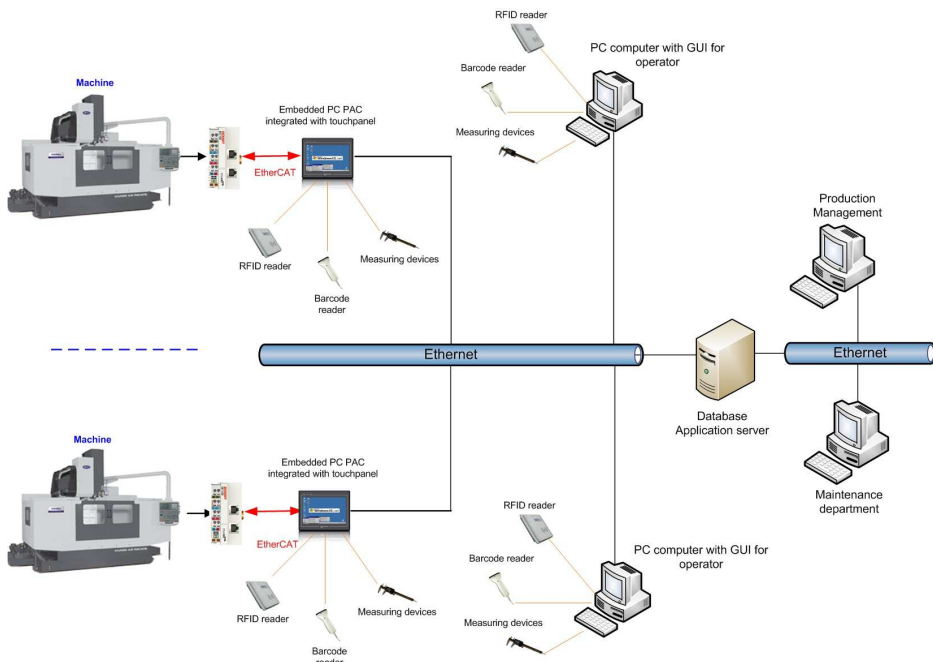 RFID reader
PC computer with GUI for
operator
Barcode reader
Measuring devices
Machine
Embedded PC PAC
integrated with touchpanel
EtherCAT
RFID reader
Measuring devices
Barcode
reader
Production
Management
Ethernet
Ethernet
Database
Application server
Machine
Embedded PC PAC
integrated with touchpanel
EtherCAT
RFID reader
Measuring devices
Barcode
reader
RFID reader
Barcode reader
Measuring devices
PC computer with GUI for
operator
Maintenance
department